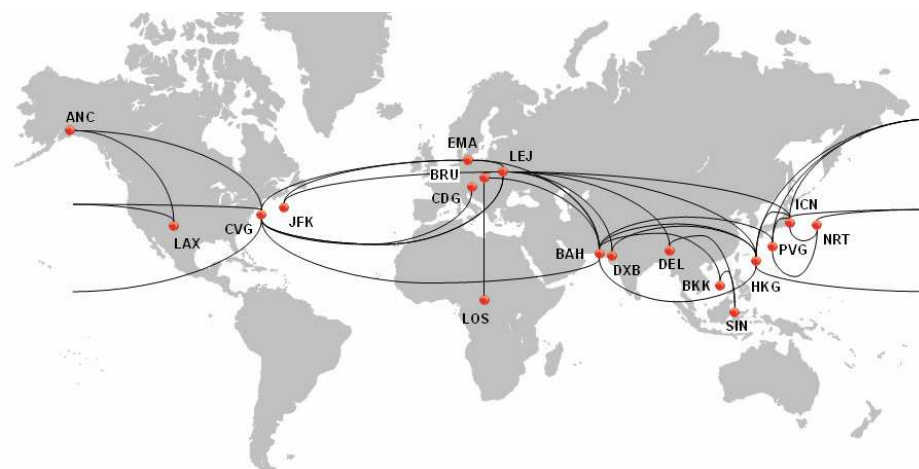 ANC
EMA
LEJ
BRU
CDG
ICN
JFK
LAX
CVG
NRT
PVG
BAH
DXB
DEL
BKK
HKG
LOS
SIN